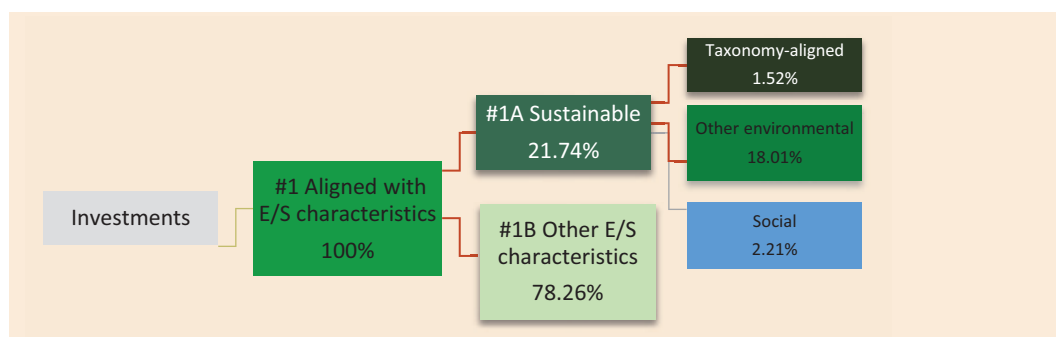 Investments
#1 Aligned with
E/S characteristics
100%
#1A Sustainable
21.74%
#1B Other E/S
characteristics
78.26%
Taxonomy-aligned
1.52%
Other environmental
18.01%
Social
2.21%